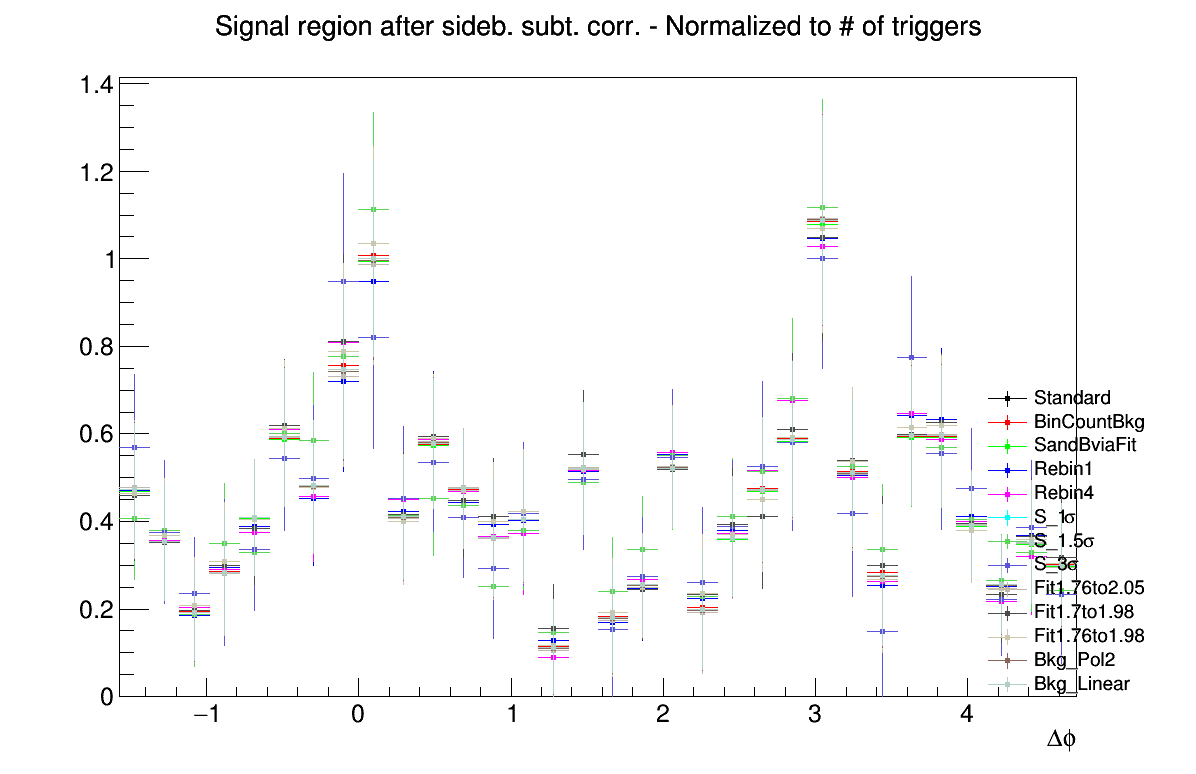 Signal region after sideb. subt. corr. - Normalized to # of triggers
1.4
1.2
1
0.8
0.6
0.4
0.2
0
−1
0
1
2
3
4
Δϕ
Standard
BinCountBkg
SandBviaFit
Rebin1
Rebin4
S_1σ
S_1.5σ
S_3σ
Fit1.76to2.05
Fit1.7to1.98
Fit1.76to1.98
Bkg_Pol2
Bkg_Linear